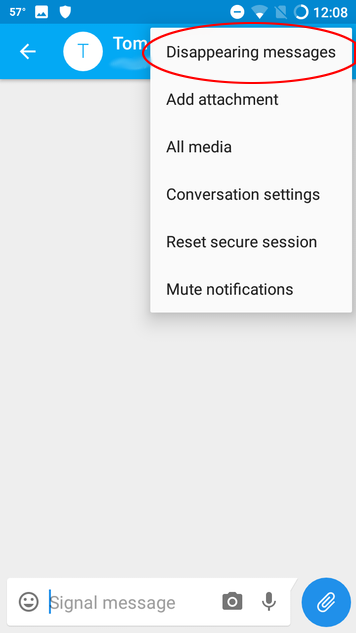 57° 12:08
T Tom
Disappearing messages
Add attachment
All media
Conversation settings
Reset secure session
Mute notifications
Signal message